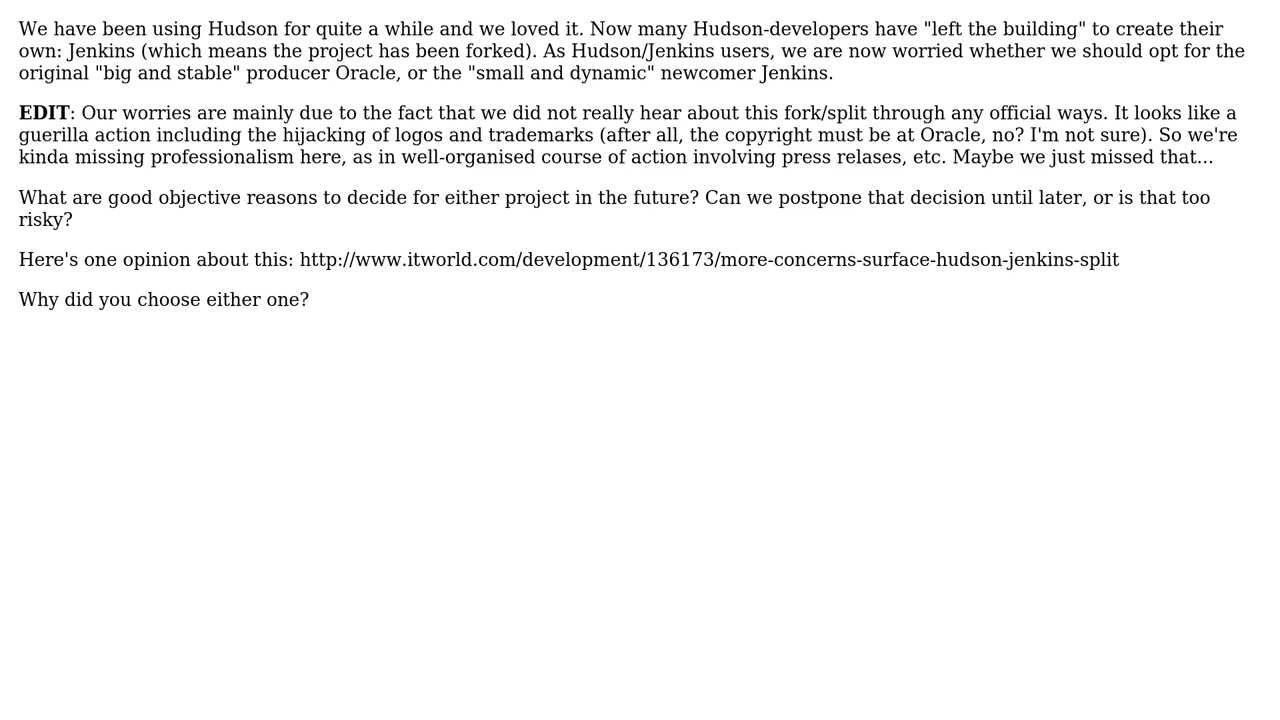 We have been using Hudson for quite a while and we loved it. Now many Hudson-developers have "left the building" to create their
own: Jenkins (which means the project has been forked). As Hudson/Jenkins users, we are now worried whether we should opt for the
original "big and stable" producer Oracle, or the "small and dynamic" newcomer Jenkins.
EDIT: Our worries are mainly due to the fact that we did not really hear about this fork/split through any official ways. It looks like a
guerilla action including the hijacking of logos and trademarks (after all, the copyright must be at Oracle, no? I'm not sure). So we're
kinda missing professionalism here, as in well-organised course of action involving press relases, etc. Maybe we just missed that...
What are good objective reasons to decide for either project in the future? Can we postpone that decision until later, or is that too
risky?
Here's one opinion about this: http://www.itworld.com/development/136173/more-concerns-surface-hudson-jenkins-split
Why did you choose either one?